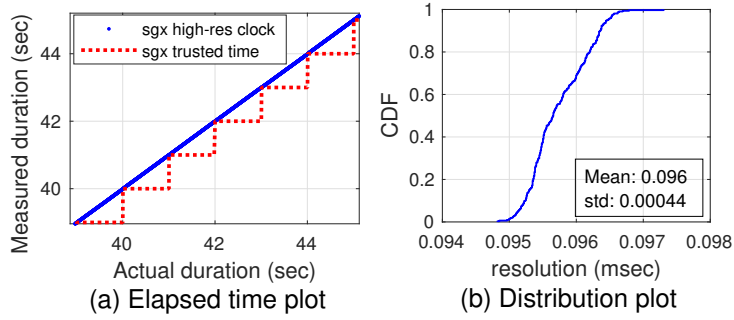 sgx high-res clock
sgx trusted time
Measured duration (sec)
44
42
40
40
42
44
Actual duration (sec)
(a) Elapsed time plot
1
0.8
0.6
0.4
0.2
0
CDF
Mean: 0.096
std: 0.00044
0.094
0.095
0.096
0.097
0.098
resolution (msec)
(b) Distribution plot